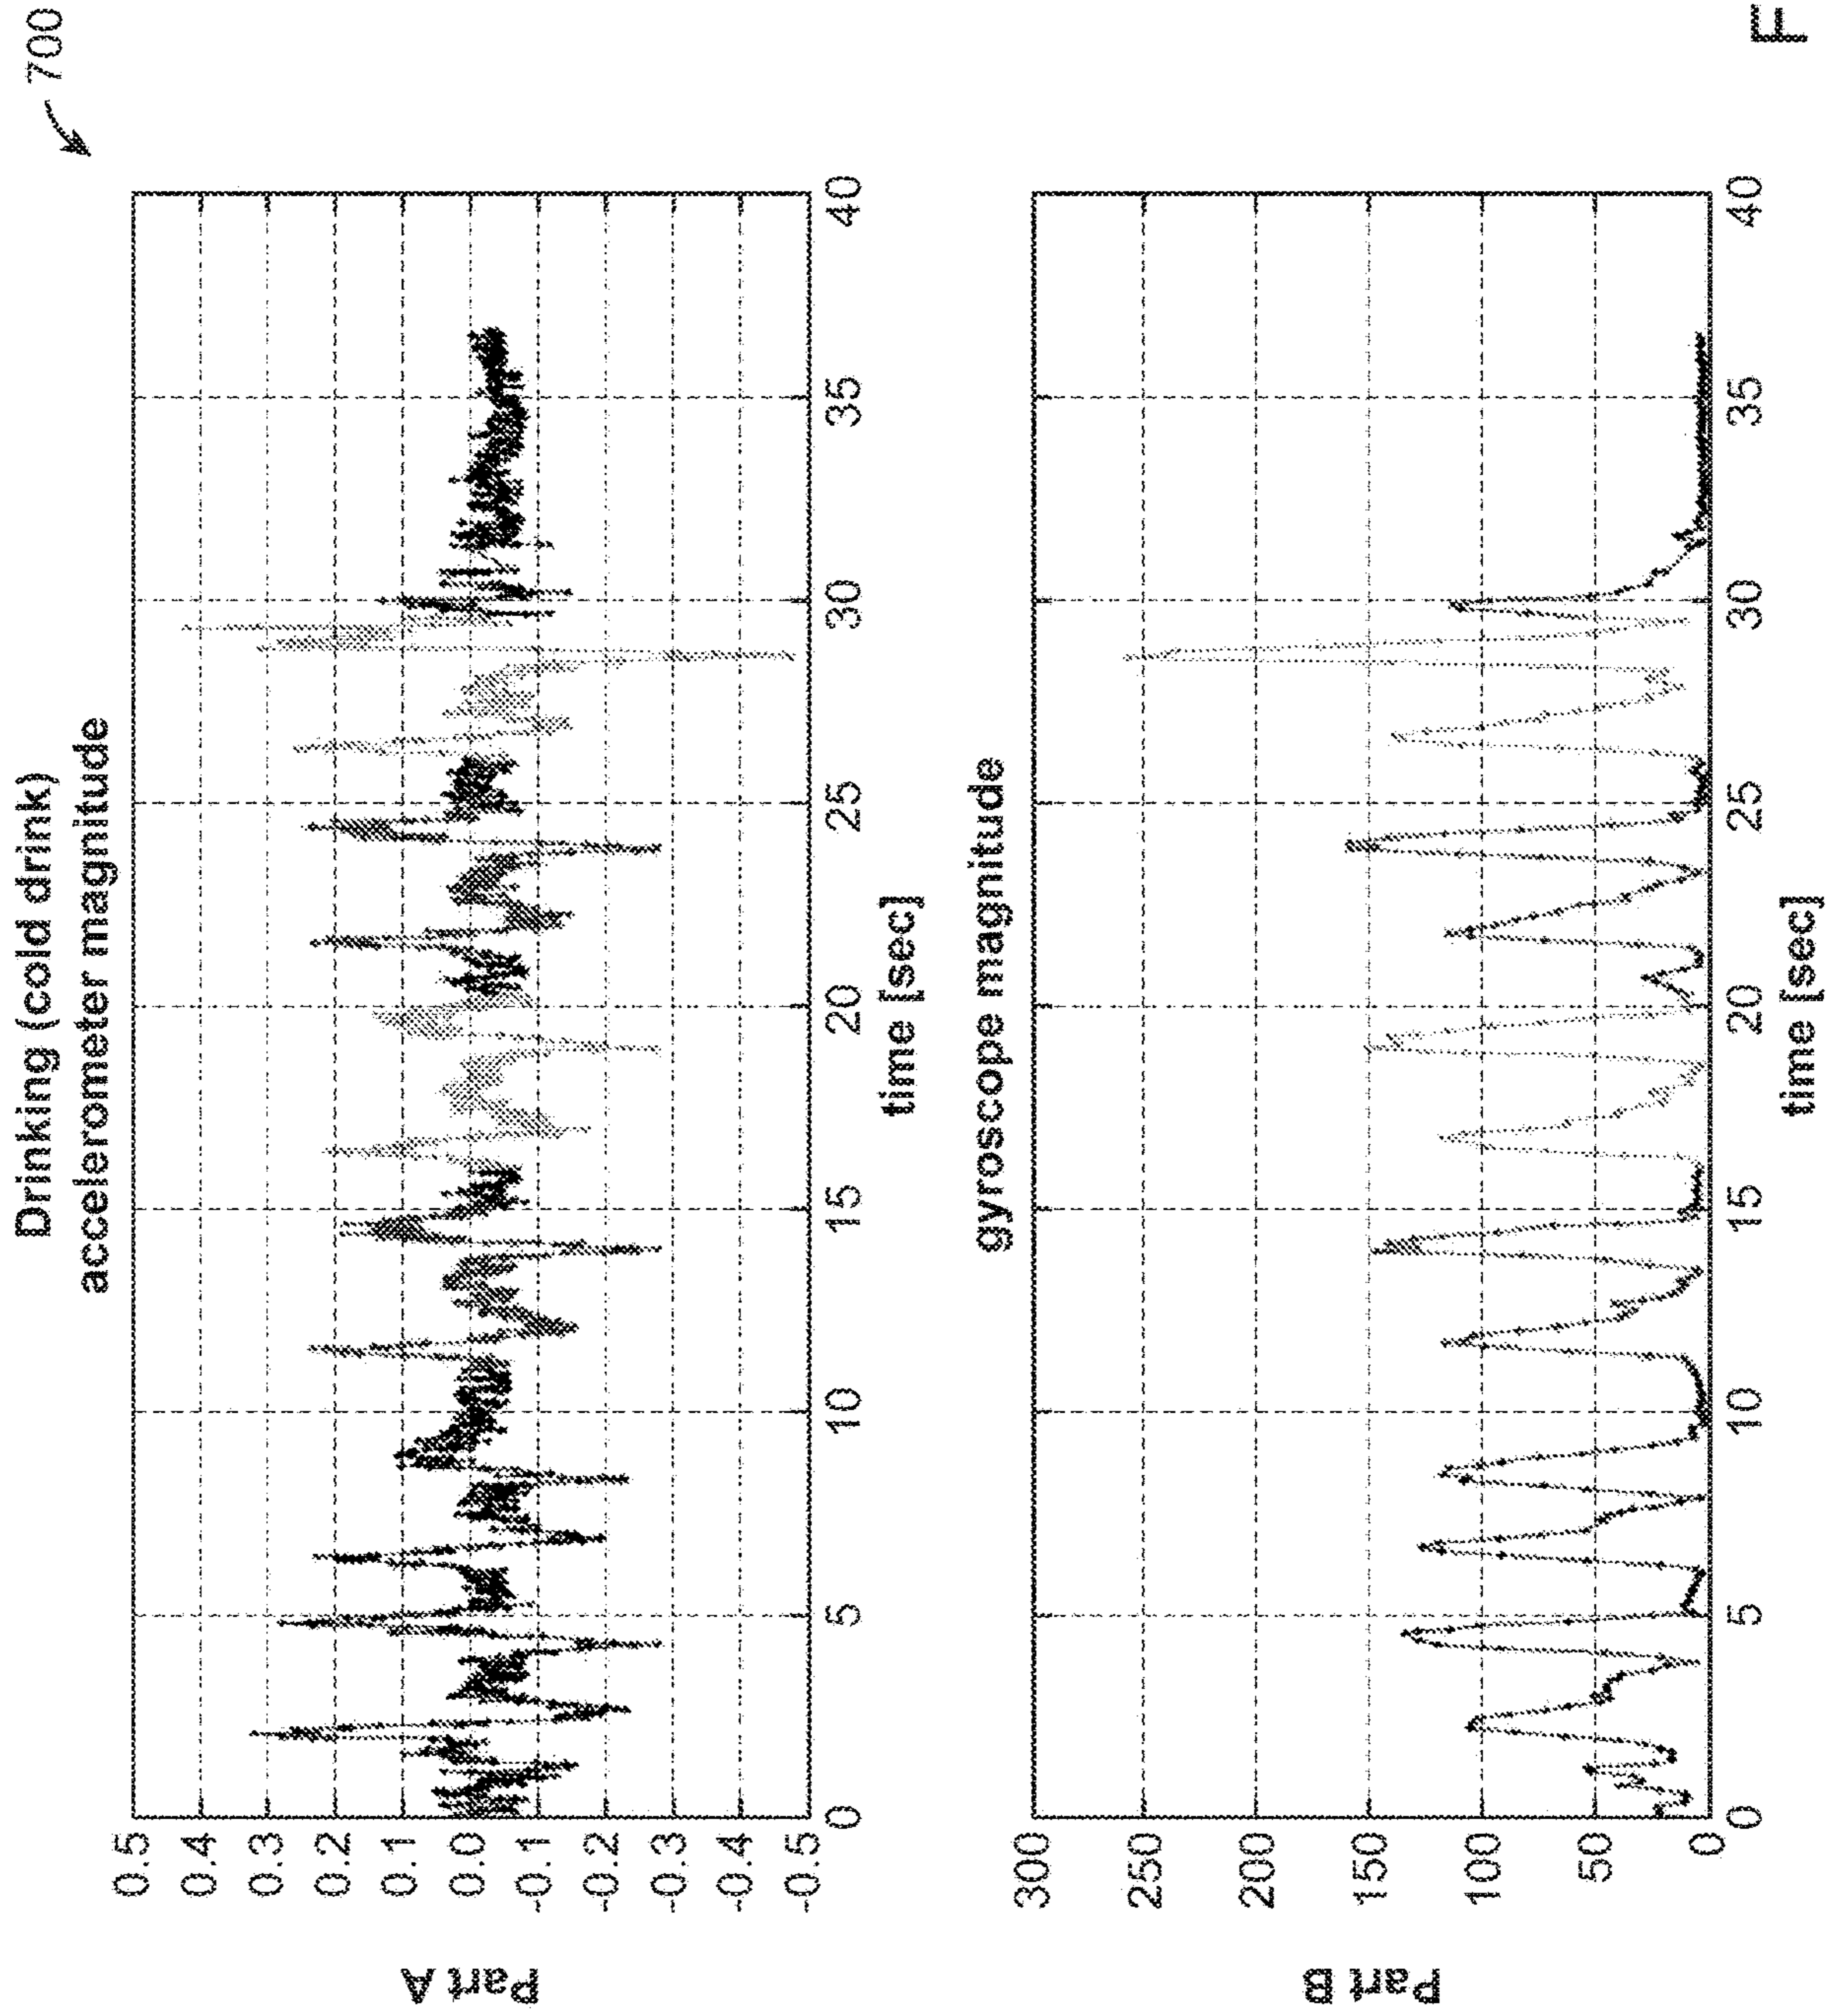 700
Drinking (cold drink)
accelerometer magnitude
Part A
0.5
0.4
0.3
0.2
0.1
0.0
-0.1
-0.2
-0.3
-0.4
-0.5
0 5 10 15 20 25 30 35 40
time [sec]
gyroscope magnitude
Part B
300
250
200
150
100
50
0
0 5 10 15 20 25 30 35 40
time [sec]
F